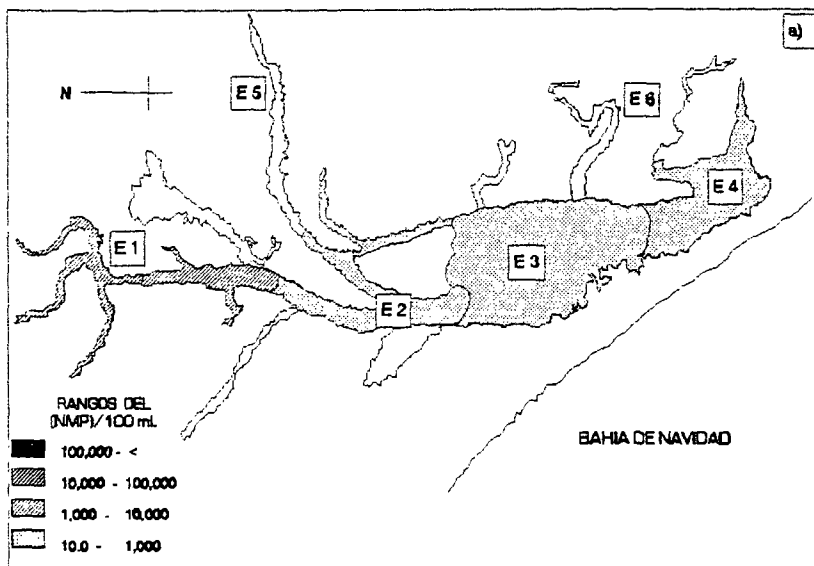 a)
N
E 5
E 6
E 4
E 1
E 3
E 2
RANGOS DEL
(NMP)/100 ml.
100,000 - <
10,000 - 100,000
1,000 - 10,000
10.0 - 1,000
BAHIA DE NAVIDAD